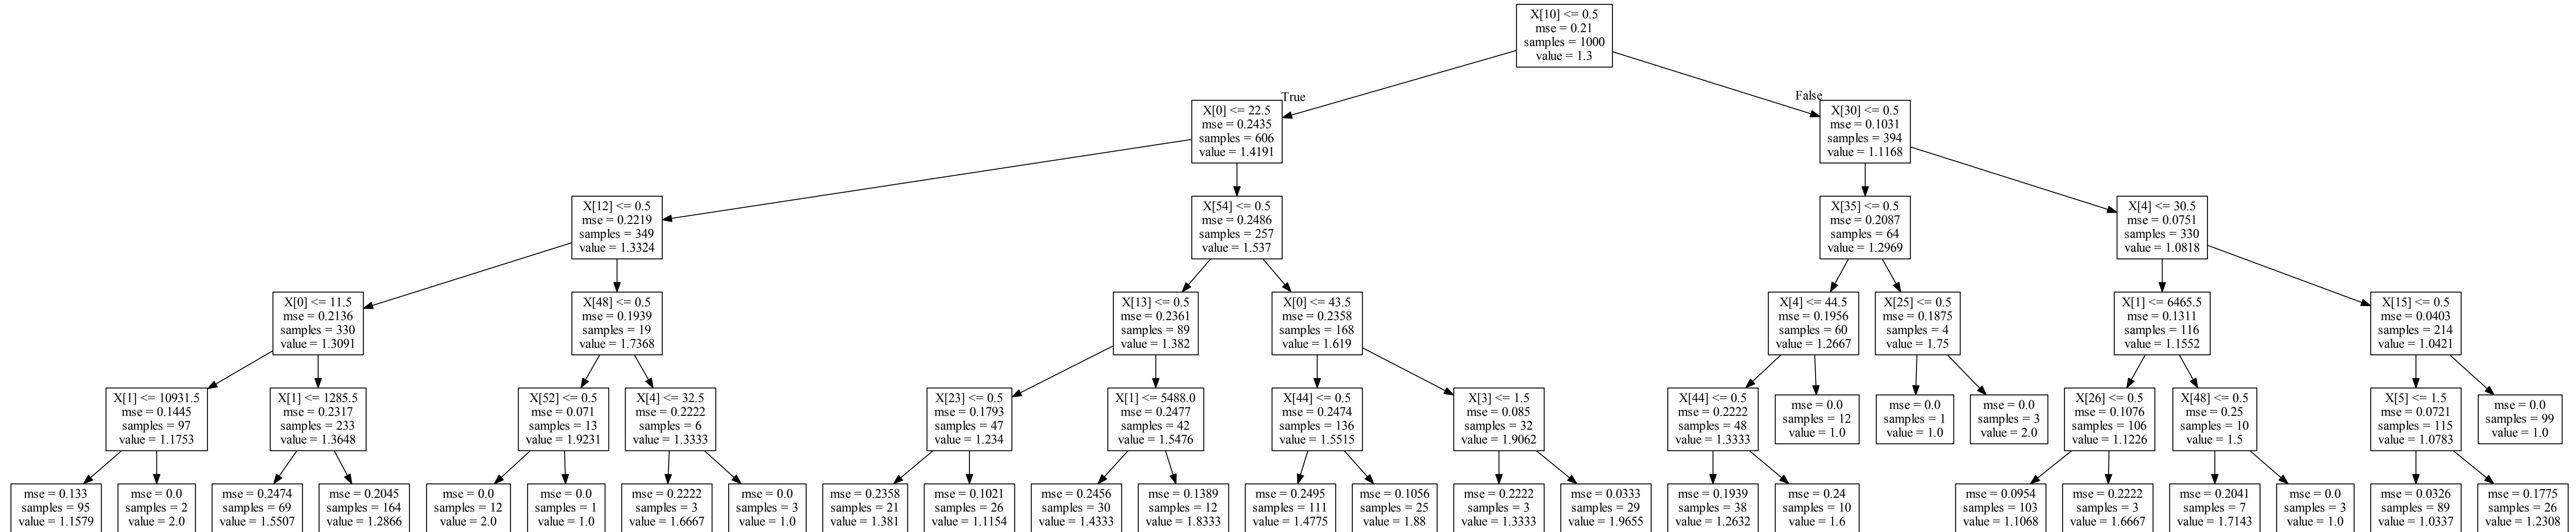 X[10] <= 0.5
mse = 0.21
samples = 1000
value = 1.3
True
False
X[0] <= 22.5
mse = 0.2435
samples = 606
value = 1.4191
X[30] <= 0.5
mse = 0.1031
samples = 394
value = 1.1168
X[12] <= 0.5
mse = 0.2219
samples = 349
value = 1.3324
X[54] <= 0.5
mse = 0.2486
samples = 257
value = 1.537
X[35] <= 0.5
mse = 0.2087
samples = 64
value = 1.2969
X[4] <= 30.5
mse = 0.0751
samples = 330
value = 1.0818
X[0] <= 11.5
mse = 0.2136
samples = 330
value = 1.3091
X[48] <= 0.5
mse = 0.1939
samples = 19
value = 1.7368
X[13] <= 0.5
mse = 0.2361
samples = 89
value = 1.382
X[0] <= 43.5
mse = 0.2358
samples = 168
value = 1.619
X[4] <= 44.5
mse = 0.1956
samples = 60
value = 1.2667
X[25] <= 0.5
mse = 0.1875
samples = 4
value = 1.75
X[1] <= 6465.5
mse = 0.1311
samples = 116
value = 1.1552
X[15] <= 0.5
mse = 0.0403
samples = 214
value = 1.0421
X[1] <= 10931.5
mse = 0.1445
samples = 97
value = 1.1753
X[1] <= 1285.5
mse = 0.2317
samples = 233
value = 1.3648
X[52] <= 0.5
mse = 0.071
samples = 13
value = 1.9231
X[4] <= 32.5
mse = 0.2222
samples = 6
value = 1.3333
X[23] <= 0.5
mse = 0.1793
samples = 47
value = 1.234
X[1] <= 5488.0
mse = 0.2477
samples = 42
value = 1.5476
X[44] <= 0.5
mse = 0.2474
samples = 136
value = 1.5515
X[3] <= 1.5
mse = 0.085
samples = 32
value = 1.9062
X[44] <= 0.5
mse = 0.2222
samples = 48
value = 1.3333
mse = 0.0
samples = 12
value = 1.0
mse = 0.0
samples = 1
value = 1.0
mse = 0.0
samples = 3
value = 2.0
X[26] <= 0.5
mse = 0.1076
samples = 106
value = 1.1226
X[48] <= 0.5
mse = 0.25
samples = 10
value = 1.5
X[5] <= 1.5
mse = 0.0721
samples = 115
value = 1.0783
mse = 0.0
samples = 99
value = 1.0
mse = 0.133
samples = 95
value = 1.1579
mse = 0.0
samples = 2
value = 2.0
mse = 0.2474
samples = 69
value = 1.5507
mse = 0.2045
samples = 164
value = 1.2866
mse = 0.0
samples = 12
value = 2.0
mse = 0.0
samples = 1
value = 1.0
mse = 0.2222
samples = 3
value = 1.6667
mse = 0.0
samples = 3
value = 1.0
mse = 0.2358
samples = 21
value = 1.381
mse = 0.1021
samples = 26
value = 1.1154
mse = 0.2456
samples = 30
value = 1.4333
mse = 0.1389
samples = 12
value = 1.8333
mse = 0.2495
samples = 111
value = 1.4775
mse = 0.1056
samples = 25
value = 1.88
mse = 0.2222
samples = 3
value = 1.3333
mse = 0.0333
samples = 29
value = 1.9655
mse = 0.1939
samples = 38
value = 1.2632
mse = 0.24
samples = 10
value = 1.6
mse = 0.0954
samples = 103
value = 1.1068
mse = 0.2222
samples = 3
value = 1.6667
mse = 0.2041
samples = 7
value = 1.7143
mse = 0.0
samples = 3
value = 1.0
mse = 0.0326
samples = 89
value = 1.0337
mse = 0.1775
samples = 26
value = 1.2308